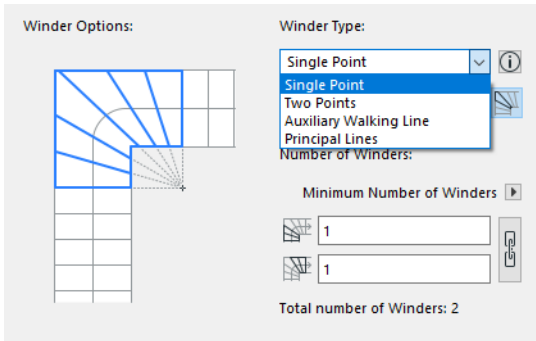 Winder Options:
Winder Type:
Single Point
Single Point
Two Points
Auxiliary Walking Line
Principal Lines
Number of Winders:
Minimum Number of Winders
1
1
Total number of Winders: 2